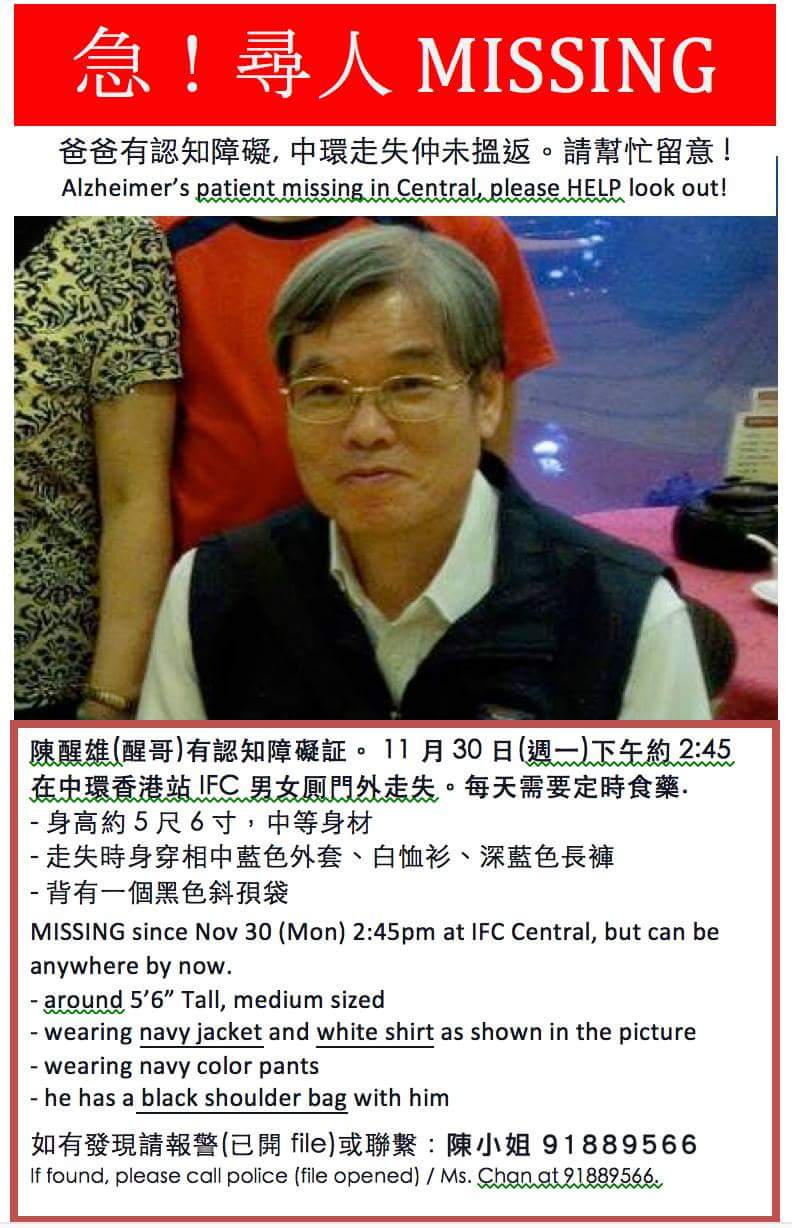 急！尋人 MISSING
爸爸有認知障礙, 中環走失仲未搵返。請幫忙留意！
Alzheimer’s patient missing in Central, please HELP look out!
陳醒雄(醒哥)有認知障礙証。 11 月 30 日(週一)下午約 2:45
在中環香港站 IFC 男女厠門外走失。每天需要定時食藥.
- 身高約 5 尺 6 寸，中等身材
- 走失時身穿相中藍色外套、白恤衫、深藍色長褲
- 背有一個黑色斜孭袋
MISSING since Nov 30 (Mon) 2:45pm at IFC Central, but can be
anywhere by now.
- around 5’6” Tall, medium sized
- wearing navy jacket and white shirt as shown in the picture
- wearing navy color pants
- he has a black shoulder bag with him
如有發現請報警(已開 file)或聯繫：陳小姐 91889566
If found, please call police (file opened) / Ms. Chan at 91889566.